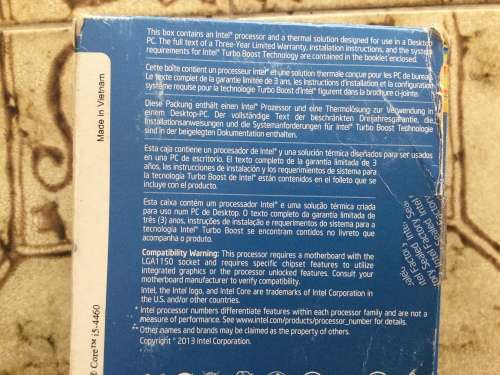 This box contains an Intel® processor and a thermal solution designed for use in a Desktop
PC. The full text of a Three-Year Limited Warranty, installation instructions, and the system
requirements for Intel® Turbo Boost Technology are contained in the booklet enclosed.
Cette boîte contient un processeur Intel® et une solution thermale conçue pour les PC de bureau.
Le texte complet de la garantie limitée de 3 ans, les instructions d'installation et la configuration
système requise pour la technologie Turbo Boost d'Intel® figurent dans la brochure ci-jointe.
Diese Packung enthält einen Intel® Prozessor und eine Thermolösung zur Verwendung in
einem Desktop-PC. Der vollständige Text der beschränkten Dreijahresgarantie, die
Installationsanweisungen und die Systemanforderungen für Intel® Turbo Boost Technologie
sind in der beigelegten Dokumentation enthalten.
Esta caja contiene un procesador de Intel® y una solución térmica diseñados para ser usados
en una PC de escritorio. El texto completo de la garantía limitada de 3
años, las instrucciones de instalación y los requerimientos de sistema para
la tecnología Turbo Boost de Intel® están contenidos en el folleto que se
incluye con el producto.
Esta caixa contém um processador Intel® e uma solução térmica criada
para uso num PC de Desktop. O texto completo da garantia limitada de
três (3) anos, instruções de instalação e requerimentos do sistema para a
tecnologia Intel® Turbo Boost se encontram contidos no livreto que
acompanha o produto.
Compatibility Warning: This processor requires a motherboard with the
LGA1150 socket and requires specific chipset features to utilize
integrated graphics or the processor unlocked features. Consult your
motherboard manufacturer to verify compatibility.
Intel, the Intel logo, and Intel Core are trademarks of Intel Corporation in
the U.S. and/or other countries.
* Intel processor numbers differentiate features within each processor family and are not a
measure of performance. See www.intel.com/products/processor_number for details.
Other names and brands may be claimed as the property of others.
Copyright © 2013 Intel Corporation.
Made in Vietnam
® Core™ i5-4460